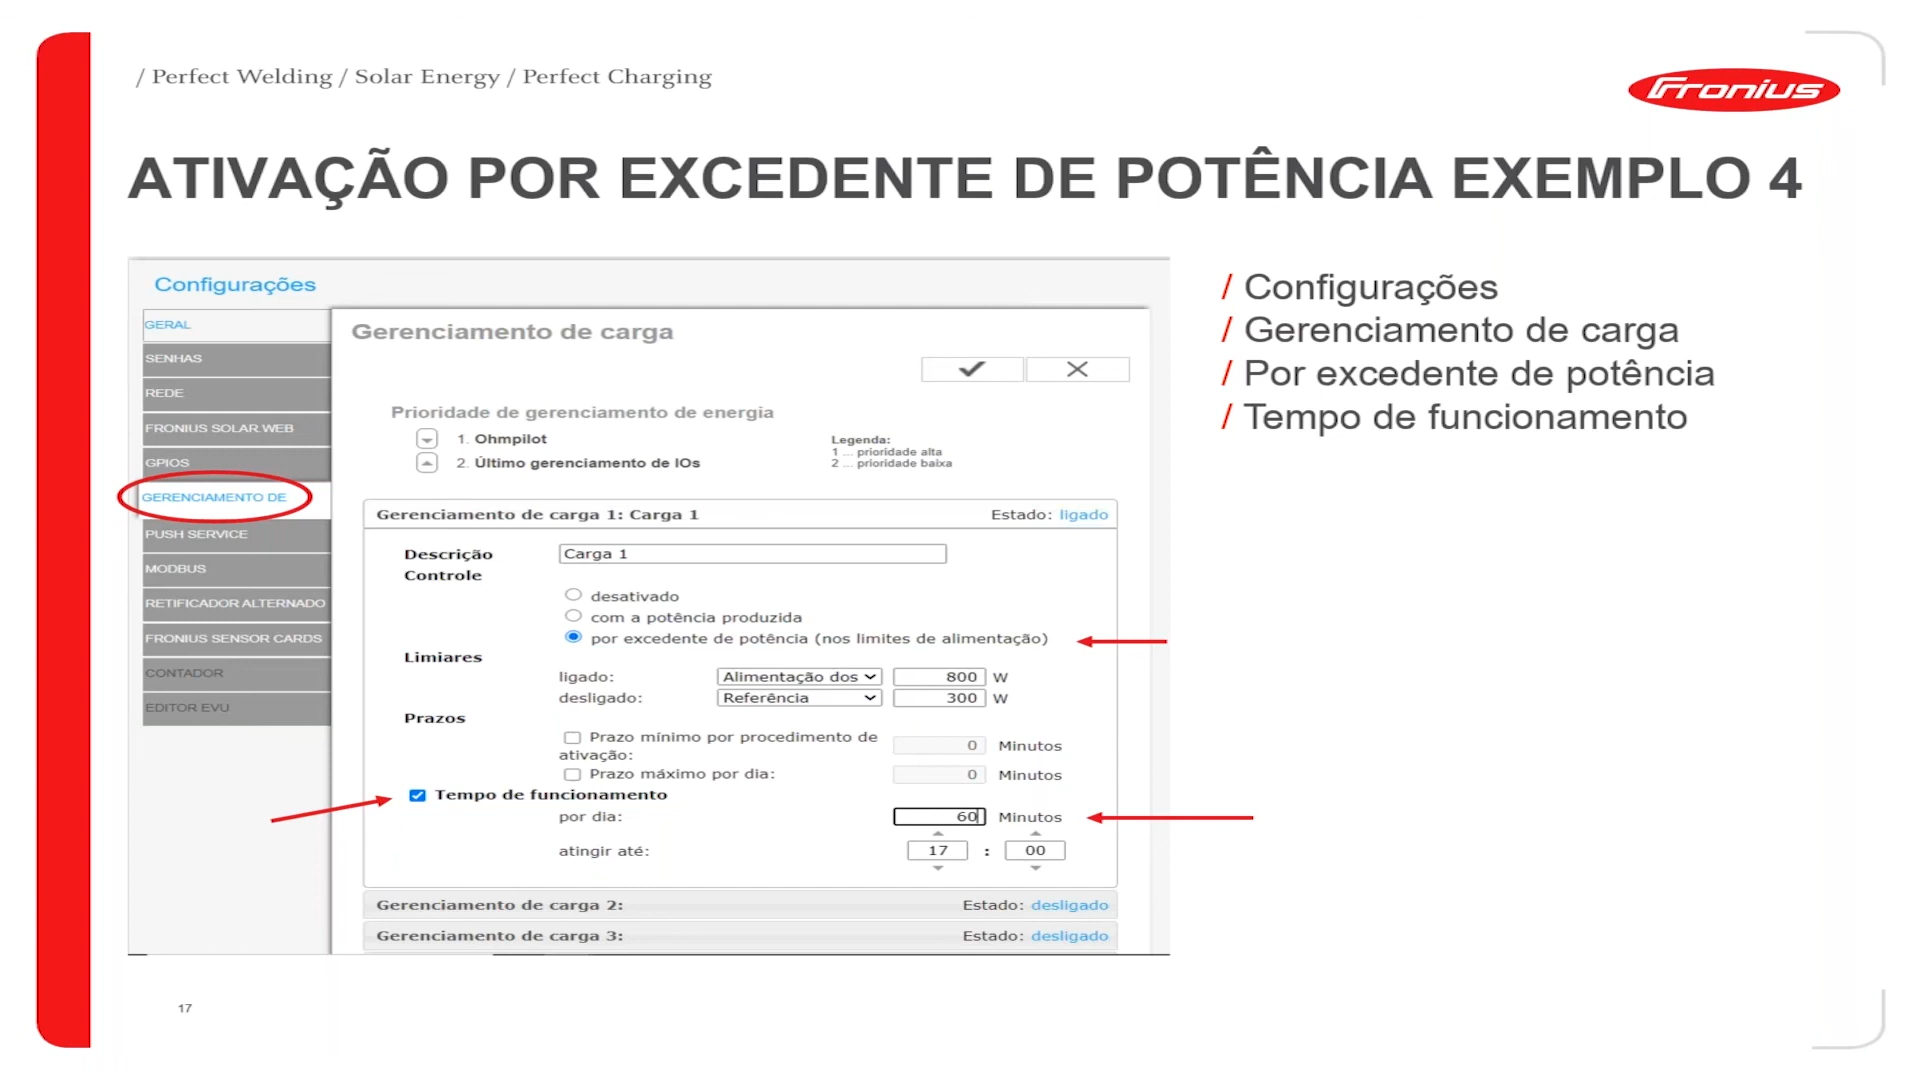 / Perfect Welding / Solar Energy / Perfect Charging
Fronius
ATIVAÇÃO POR EXCEDENTE DE POTÊNCIA EXEMPLO 4
Configurações
GERAL
SENHAS
REDE
FRONIUS SOLAR.WEB
GPIOS
GERENCIAMENTO DE
PUSH SERVICE
MODBUS
RETIFICADOR ALTERNADO
FRONIUS SENSOR CARDS
CONTADOR
EDITOR EVU
Gerenciamento de carga
Prioridade de gerenciamento de energia
1. Ohmpilot
2. Último gerenciamento de IOs
Legenda:
1 ... prioridade alta
2 ... prioridade baixa
Gerenciamento de carga 1: Carga 1 Estado: ligado
Descrição Carga 1
Controle
desativado
com a potência produzida
por excedente de potência (nos limites de alimentação)
Limiares
ligado: Alimentação dos 800 W
desligado: Referência 300 W
Prazos
Prazo mínimo por procedimento de
ativação: 0 Minutos
Prazo máximo por dia: 0 Minutos
Tempo de funcionamento
por dia: 60 Minutos
atingir até: 17 : 00
Gerenciamento de carga 2: Estado: desligado
Gerenciamento de carga 3: Estado: desligado
/ Configurações
/ Gerenciamento de carga
/ Por excedente de potência
/ Tempo de funcionamento
17